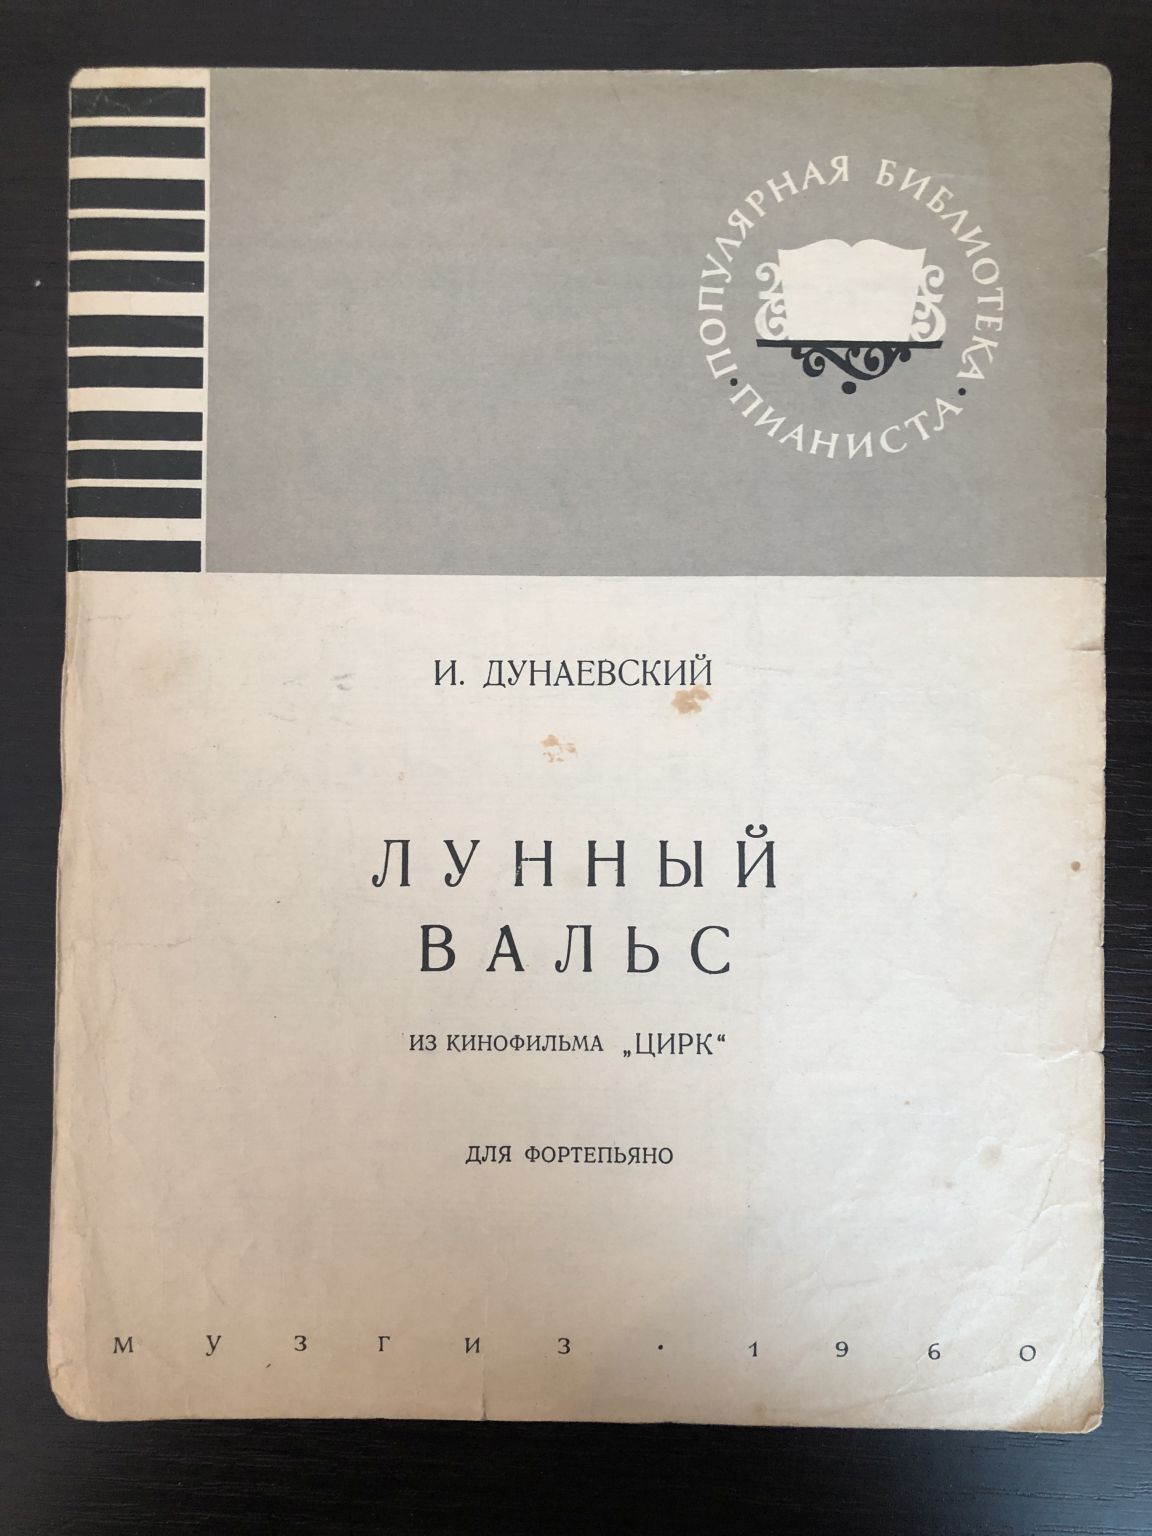 ПОПУЛЯРНАЯ БИБЛИОТЕКА
• ПИАНИСТА •
И. ДУНАЕВСКИЙ
ЛУННЫЙ
ВАЛЬС
ИЗ КИНОФИЛЬМА „ЦИРК“
ДЛЯ ФОРТЕПЬЯНО
МУЗГИЗ · 1960